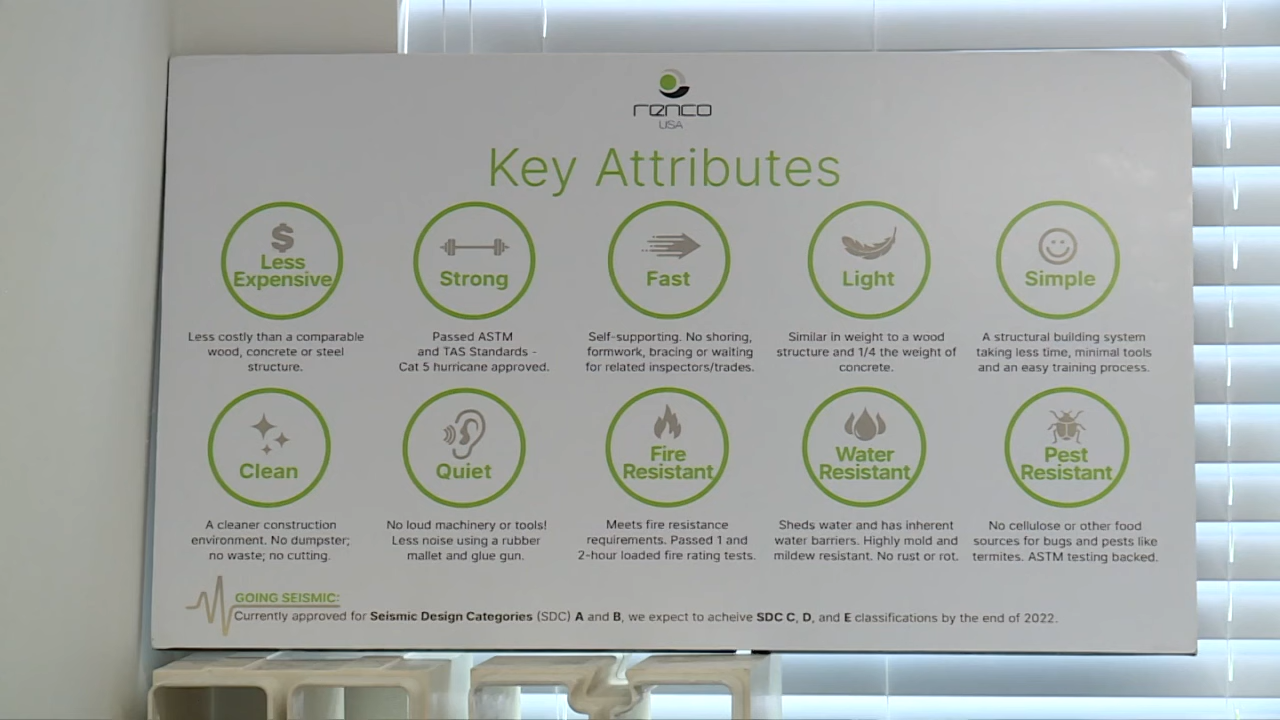 renco
USA
Key Attributes
Less
Expensive
Less costly than a comparable
wood, concrete or steel
structure.
Strong
Passed ASTM
and TAS Standards -
Cat 5 hurricane approved.
Fast
Self-supporting. No shoring,
formwork, bracing or waiting
for related inspectors/trades.
Light
Similar in weight to a wood
structure and 1/4 the weight of
concrete.
Simple
A structural building system
taking less time, minimal tools
and an easy training process.
Clean
A cleaner construction
environment. No dumpster;
no waste; no cutting.
Quiet
No loud machinery or tools!
Less noise using a rubber
mallet and glue gun.
Fire
Resistant
Meets fire resistance
requirements. Passed 1 and
2-hour loaded fire rating tests.
Water
Resistant
Sheds water and has inherent
water barriers. Highly mold and
mildew resistant. No rust or rot.
Pest
Resistant
No cellulose or other food
sources for bugs and pests like
termites. ASTM testing backed.
GOING SEISMIC:
Currently approved for Seismic Design Categories (SDC) A and B, we expect to acheive SDC C, D, and E classifications by the end of 2022.